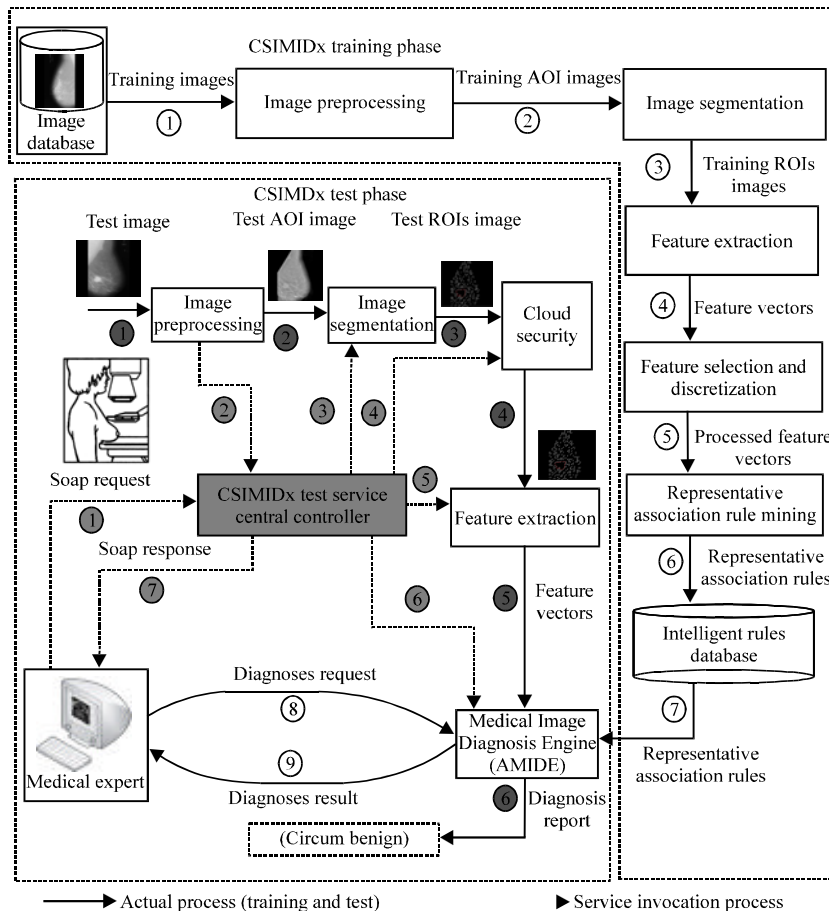 CSIMIDx training phase
Training images
Training AOI images
Image
database
1
Image preprocessing
2
Image segmentation
3
Training ROIs
images
Feature extraction
4
Feature vectors
Feature selection and
discretization
5
Processed feature
vectors
Representative
association rule mining
6
Representative
association rules
Intelligent rules
database
7
Representative
association rules
CSIMDx test phase
Test image
Test AOI image
Test ROIs image
1
Image
preprocessing
2
Image
segmentation
3
Cloud
security
2
3
4
4
Soap request
1
CSIMIDx test service
central controller
5
Feature extraction
Soap response
7
6
5
Feature
vectors
Diagnoses request
8
Medical expert
9
Diagnoses result
Medical Image
Diagnosis Engine
(AMIDE)
6
Diagnosis
report
(Circum benign)
Actual process (training and test)
Service invocation process